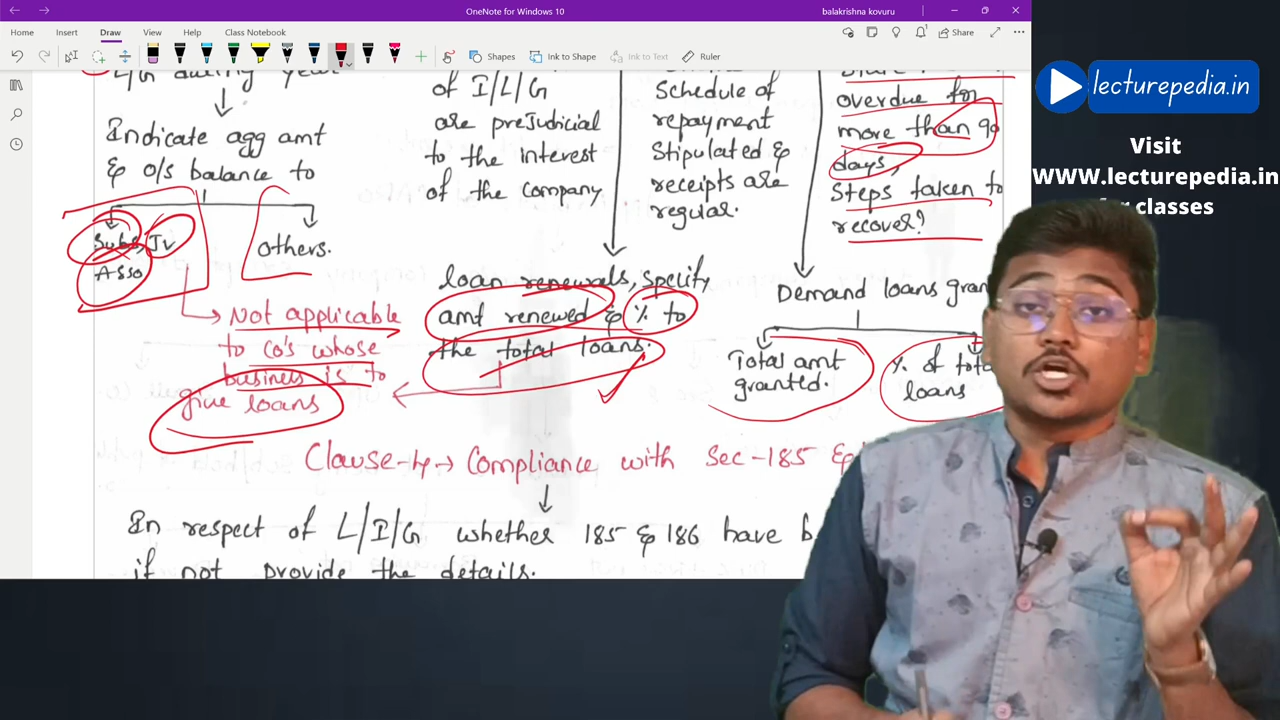 OneNote for Windows 10
balakrishna kovuru
Home
Insert
Draw
View
Help
Class Notebook
Share
Shapes
Ink to Shape
Ink to Text
Ruler
lecturepedia.in
Visit
www.lecturepedia.in
for classes
L/G during year
Indicate agg amt
& o/s balance to
Subs, JV
Asso
others.
Not applicable
to co's whose
business is to
give loans
of I/L/G
are prejudicial
to the interest
of the company
Schedule of
repayment
Stipulated &
receipts are
regular.
overdue for
more than 90
days,
Steps taken to
recover?
loan renewals, specify
amt renewed & % to
the total loans.
Demand loans gran
Total amt
granted.
% of tota
loans
Clause-4 → Compliance with Sec-185 &
In respect of L/I/G whether 185 & 186 have b
if not provide the details.